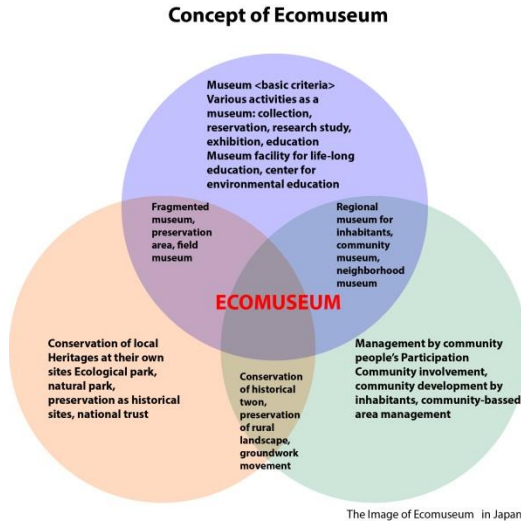 Concept of Ecomuseum
Museum <basic criteria>
Various activities as a
museum: collection,
reservation, research study,
exhibition, education
Museum facility for life-long
education, center for
environmental education
Fragmented
museum,
preservation
area, field
museum
Regional
museum for
inhabitants,
community
museum,
neighborhood
museum
ECOMUSEUM
Conservation of local
Heritages at their own
sites Ecological park,
natural park,
preservation as historical
sites, national trust
Conservation
of historical
twon,
preservation
of rural
landscape,
groundwork
movement
Management by community
people's Participation
Community involvement,
community development by
inhabitants, community-bassed
area management
The Image of Ecomuseum in Japan